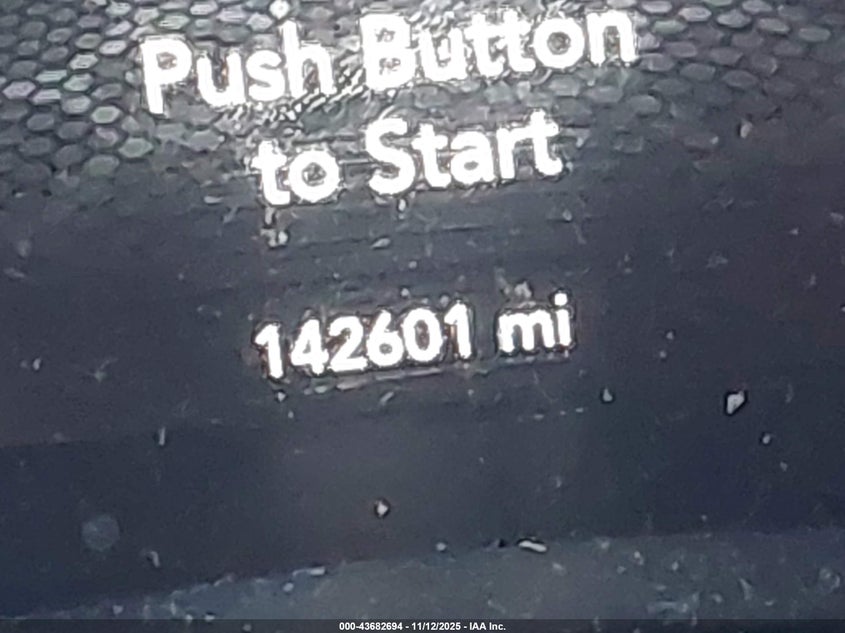 Push Button
to Start
142601 mi
000-43682694 - 11/12/2025 - IAA Inc.